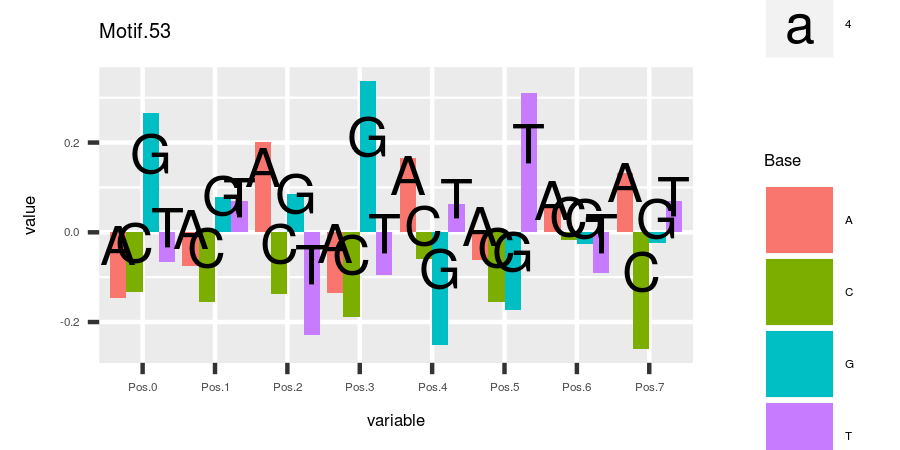 Motif.53
a 4
value
0.2
0.0
-0.2
A C G T A C G T A C G T A C G T A C G T A C G T A C G T A C G T
Pos.0 Pos.1 Pos.2 Pos.3 Pos.4 Pos.5 Pos.6 Pos.7
variable
Base
A
C
G
T